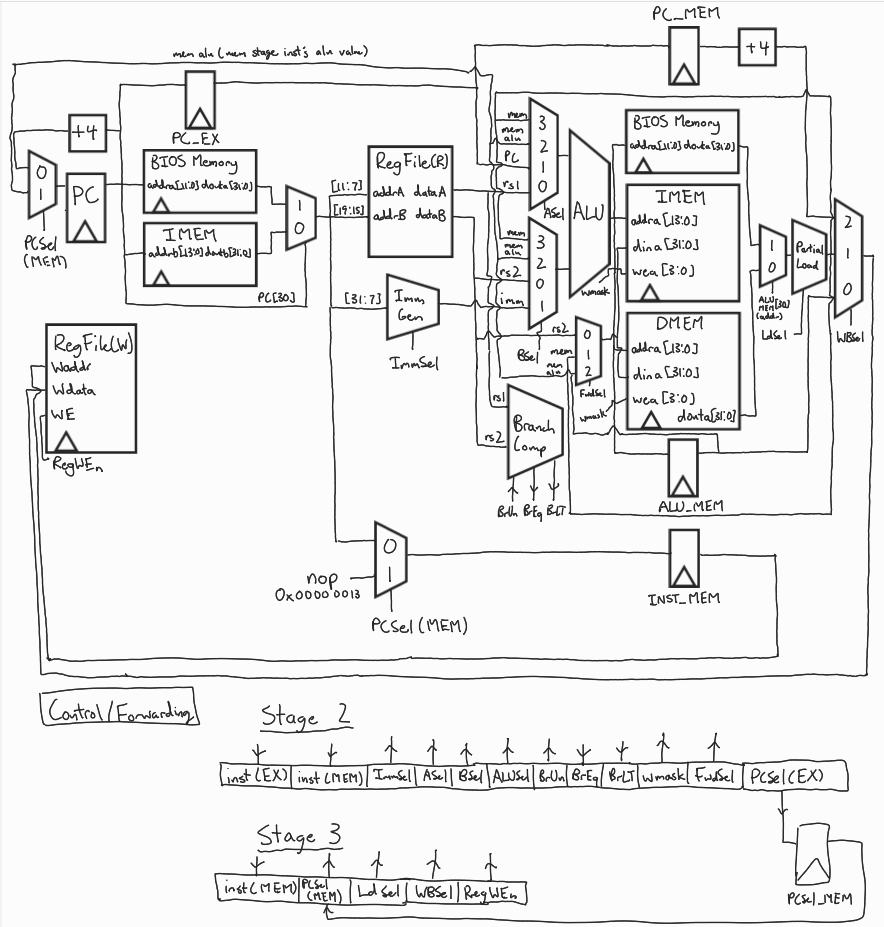 PC_MEM
mem alu (mem stage inst's alu value)
+4
PC_EX
+4
0
1
PC
PCSel
(MEM)
BIOS Memory
addra[11:0] douta[31:0]
IMEM
addrb[13:0] doutb[31:0]
1
0
PC[30]
RegFile(R)
[11:7]
addrA dataA
[19:15]
addrB dataB
[31:7]
Imm
Gen
ImmSel
mem
3
mem
alu
2
PC
1
rs1
0
ASel
mem
3
mem
alu
2
rs2
0
imm
1
BSel
ALU
rs2
0
mem
1
mem
alu
2
FwdSel
rs1
rs2
Branch
Comp
BrUn BrEq BrLT
BIOS Memory
addra[11:0] douta[31:0]
IMEM
addra [13:0]
dina [31:0]
wea [3:0]
wmask
DMEM
addra [13:0]
dina [31:0]
wea [3:0]
wmask
douta[31:0]
1
0
ALU
MEM[30]
(addr)
Partial
Load
LdSel
2
1
0
WBSel
ALU_MEM
RegFile(W)
Waddr
Wdata
WE
RegWEn
0
1
nop
0x00000013
PCSel (MEM)
INST_MEM
Control/Forwarding
Stage 2
inst(EX) inst(MEM) ImmSel ASel BSel ALUSel BrUn BrEq BrLT wmask FwdSel PCSel(EX)
Stage 3
inst(MEM) PCSel (MEM) LdSel WBSel RegWEn
PCSel_MEM